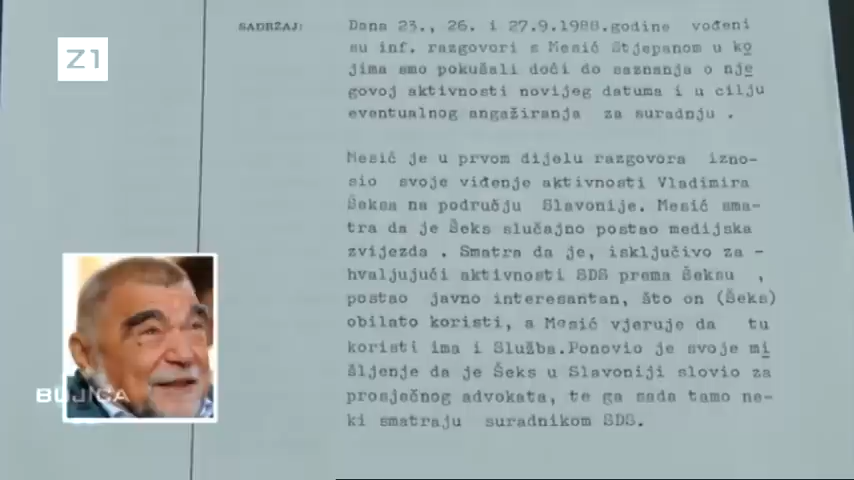 Z1
SADRŽAJ:
Dana 23., 26. i 27.9.1988.godine vođeni
su inf. razgovori s Mesić Stjepanom u ko
jima smo pokušali doći do saznanja o nje
govoj aktivnosti novijeg datuma i u cilju
eventualnog angažiranja za suradnju .
Mesić je u prvom dijelu razgovora izno-
sio svoje viđenje aktivnosti Vladimira
Šeksa na području Slavonije. Mesić sma-
tra da je Šeks slučajno postao medijska
zvijezda . Smatra da je, isključivo za -
hvaljujući aktivnosti SDS prema Šeksu ,
postao javno interesantan, što on (Šeks)
obilato koristi, a Mesić vjeruje da tu
koristi ima i Služba.Ponovio je svoje mi
šljenje da je Šeks u Slavoniji slovio za
prosječnog advokata, te ga sada tamo ne-
ki smatraju suradnikom SDS.
BUJICA